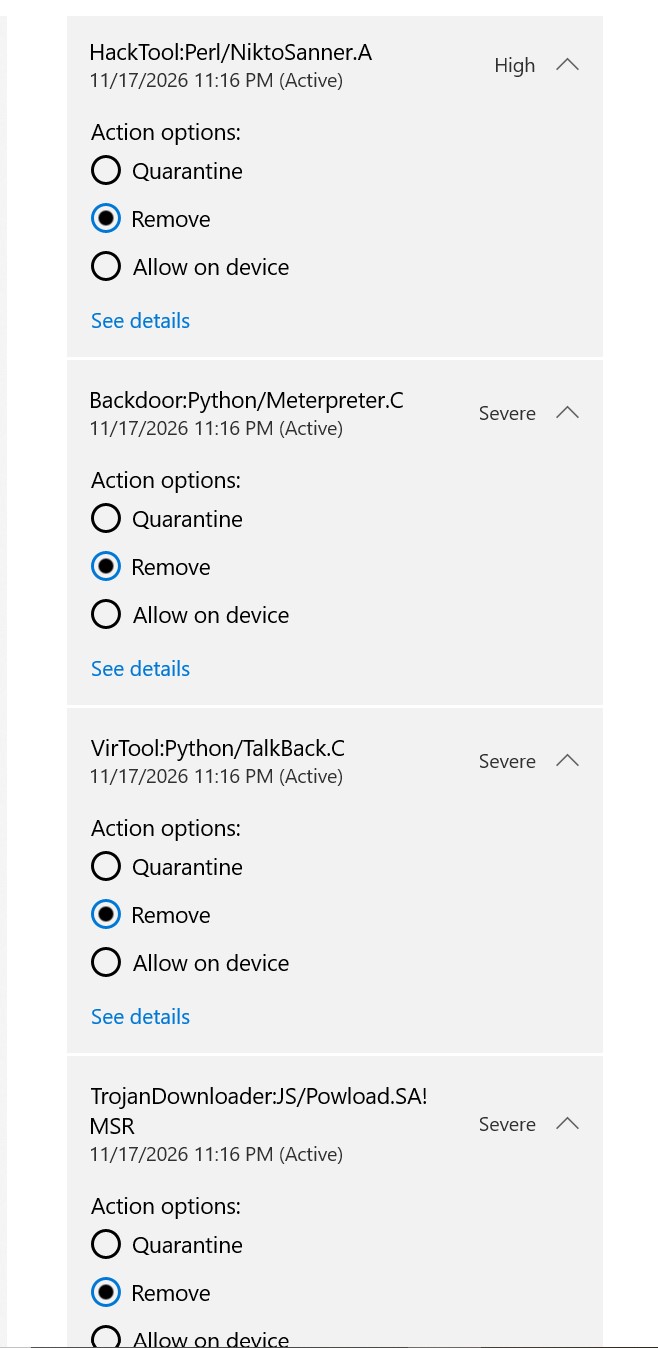 HackTool:Perl/NiktoSanner.A
11/17/2026 11:16 PM (Active)
High
Action options:
Quarantine
Remove
Allow on device
See details
Backdoor:Python/Meterpreter.C
11/17/2026 11:16 PM (Active)
Severe
Action options:
Quarantine
Remove
Allow on device
See details
VirTool:Python/TalkBack.C
11/17/2026 11:16 PM (Active)
Severe
Action options:
Quarantine
Remove
Allow on device
See details
TrojanDownloader:JS/Powload.SA!
MSR
11/17/2026 11:16 PM (Active)
Severe
Action options:
Quarantine
Remove
Allow on device